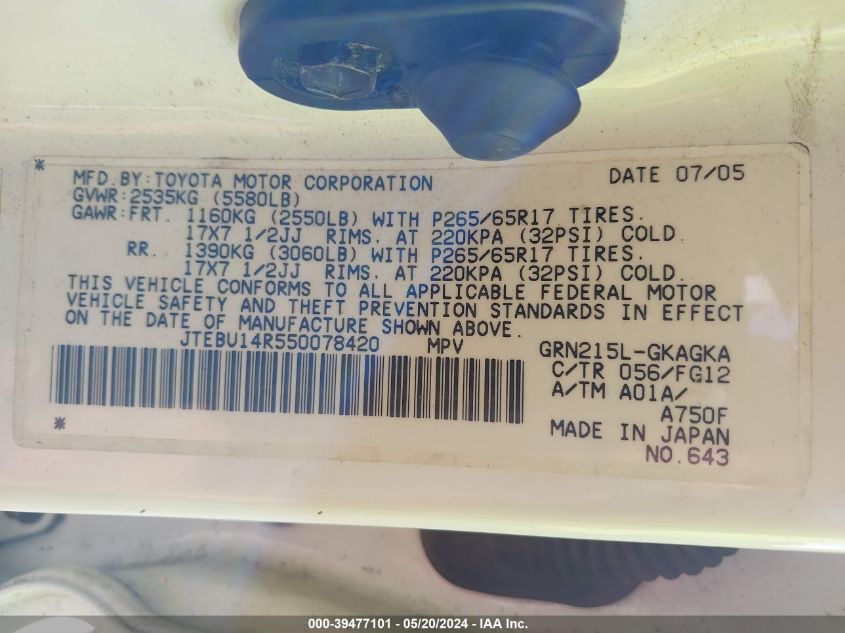 * MFD. BY: TOYOTA MOTOR CORPORATION DATE 07/05
GVWR: 2535KG (5580LB)
GAWR: FRT. 1160KG (2550LB) WITH P265/65R17 TIRES.
17X7 1/2JJ RIMS. AT 220KPA (32PSI) COLD.
RR. 1390KG (3060LB) WITH P265/65R17 TIRES.
17X7 1/2JJ RIMS. AT 220KPA (32PSI) COLD.
THIS VEHICLE CONFORMS TO ALL APPLICABLE FEDERAL MOTOR
VEHICLE SAFETY AND THEFT PREVENTION STANDARDS IN EFFECT
ON THE DATE OF MANUFACTURE SHOWN ABOVE.
JTEBU14R550078420 MPV GRN215L-GKAGKA
C/TR 056/FG12
A/TM A01A/
A750F
* MADE IN JAPAN
NO.643
000-39477101 - 05/20/2024 - IAA Inc.